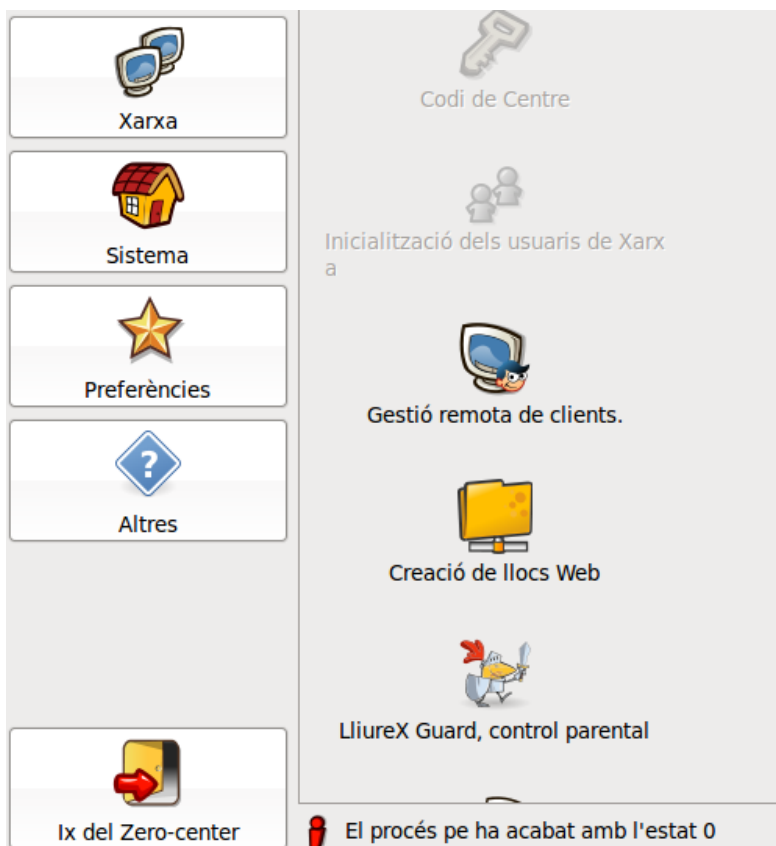 Xarxa
Sistema
Preferències
Altres
Ix del Zero-center
Codi de Centre
Inicialització dels usuaris de Xarx
a
Gestió remota de clients.
Creació de llocs Web
LliureX Guard, control parental
El procés pe ha acabat amb l'estat 0